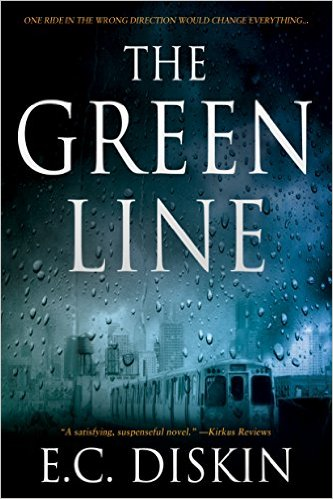 ONE RIDE IN THE WRONG DIRECTION WOULD CHANGE EVERYTHING...
THE
GREEN
LINE
"A satisfying, suspenseful novel." —Kirkus Reviews
E.C. DISKIN